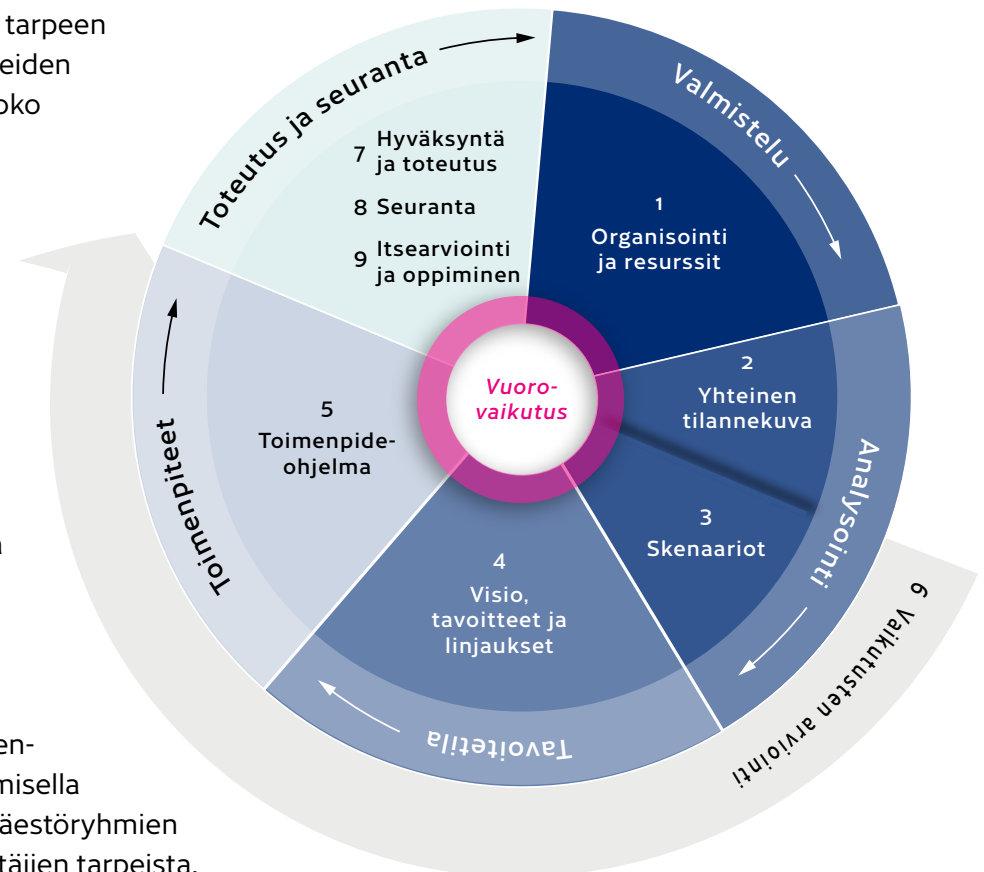 tarpeen
eiden
oko
en-
misella
äestöryhmien
täjien tarpeista.
Toteutus ja seuranta
7 Hyväksyntä
ja toteutus
8 Seuranta
9 Itsearviointi
ja oppiminen
Valmistelu
1
Organisointi
ja resurssit
Analysointi
2
Yhteinen
tilannekuva
3
Skenaariot
Tavoitetila
4
Visio,
tavoitteet ja
linjaukset
Toimenpiteet
5
Toimenpide-
ohjelma
Vuoro-
vaikutus
6 Vaikutusten arviointi